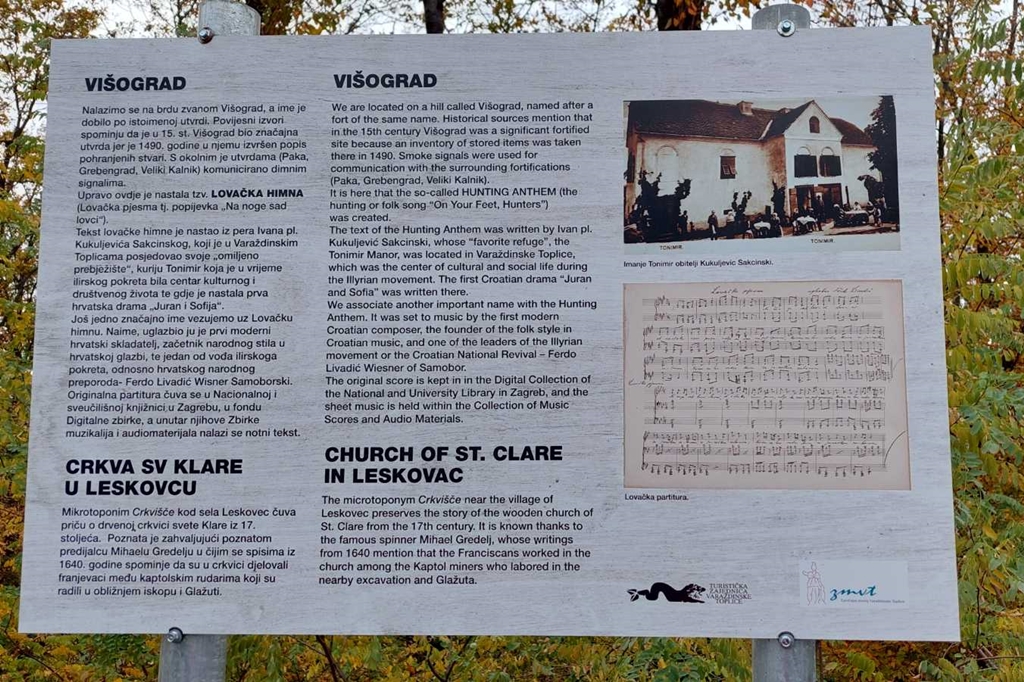 VIŠOGRAD
Nalazimo se na brdu zvanom Višograd, a ime je
dobilo po istoimenoj utvrdi. Povijesni izvori
spominju da je u 15. st. Višograd bio značajna
utvrda jer je 1490. godine u njemu izvršen popis
pohranjenih stvari. S okolnim je utvrdama (Paka,
Grebengrad, Veliki Kalnik) komunicirano dimnim
signalima.
Upravo ovdje je nastala tzv. LOVAČKA HIMNA
(Lovačka pjesma tj. popijevka „Na noge sad
lovci“).
Tekst lovačke himne je nastao iz pera Ivana pl.
Kukuljevića Sakcinskog, koji je u Varaždinskim
Toplicama posjedovao svoje „omiljeno
prebježište“, kuriju Tonimir koja je u vrijeme
ilirskog pokreta bila centar kulturnog i
društvenog života te gdje je nastala prva
hrvatska drama „Juran i Sofija“.
Još jedno značajno ime vezujemo uz Lovačku
himnu. Naime, uglazbio ju je prvi moderni
hrvatski skladatelj, začetnik narodnog stila u
hrvatskoj glazbi, te jedan od vođa ilirskoga
pokreta, odnosno hrvatskog narodnog
preporoda- Ferdo Livadić Wisner Samoborski.
Originalna partitura čuva se u Nacionalnoj i
sveučilišnoj knjižnici u Zagrebu, u fondu
Digitalne zbirke, a unutar njihove Zbirke
muzikalija i audiomaterijala nalazi se notni tekst.
CRKVA SV KLARE
U LESKOVCU
Mikrotoponim Crkvišče kod sela Leskovec čuva
priču o drvenoj crkvici svete Klare iz 17.
stoljeća. Poznata je zahvaljujući poznatom
predijalcu Mihaelu Gredelju u čijim se spisima iz
1640. godine spominje da su u crkvici djelovali
franjevaci među kaptolskim rudarima koji su
radili u obližnjem iskopu i Glažuti.
VIŠOGRAD
We are located on a hill called Višograd, named after a
fort of the same name. Historical sources mention that
in the 15th century Višograd was a significant fortified
site because an inventory of stored items was taken
there in 1490. Smoke signals were used for
communication with the surrounding fortifications
(Paka, Grebengrad, Veliki Kalnik).
It is here that the so-called HUNTING ANTHEM (the
hunting or folk song “On Your Feet, Hunters”)
was created.
The text of the Hunting Anthem was written by Ivan pl.
Kukuljević Sakcinski, whose “favorite refuge”, the
Tonimir Manor, was located in Varaždinske Toplice,
which was the center of cultural and social life during
the Illyrian movement. The first Croatian drama “Juran
and Sofia” was written there.
We associate another important name with the Hunting
Anthem. It was set to music by the first modern
Croatian composer, the founder of the folk style in
Croatian music, and one of the leaders of the Illyrian
movement or the Croatian National Revival – Ferdo
Livadić Wiesner of Samobor.
The original score is kept in in the Digital Collection of
the National and University Library in Zagreb, and the
sheet music is held within the Collection of Music
Scores and Audio Materials.
CHURCH OF ST. CLARE
IN LESKOVAC
The microtoponym Crkvišče near the village of
Leskovec preserves the story of the wooden church of
St. Clare from the 17th century. It is known thanks to
the famous spinner Mihael Gredelj, whose writings
from 1640 mention that the Franciscans worked in the
church among the Kaptol miners who labored in the
nearby excavation and Glažuta.
TONIMIR.
TONIMIR
Imanje Tonimir obitelji Kukuljevic Sakcinski.
Lovačka partitura.
TURISTIČKA
ZAJEDNICA
VARAŽDINSKE
TOPLICE
zmvt